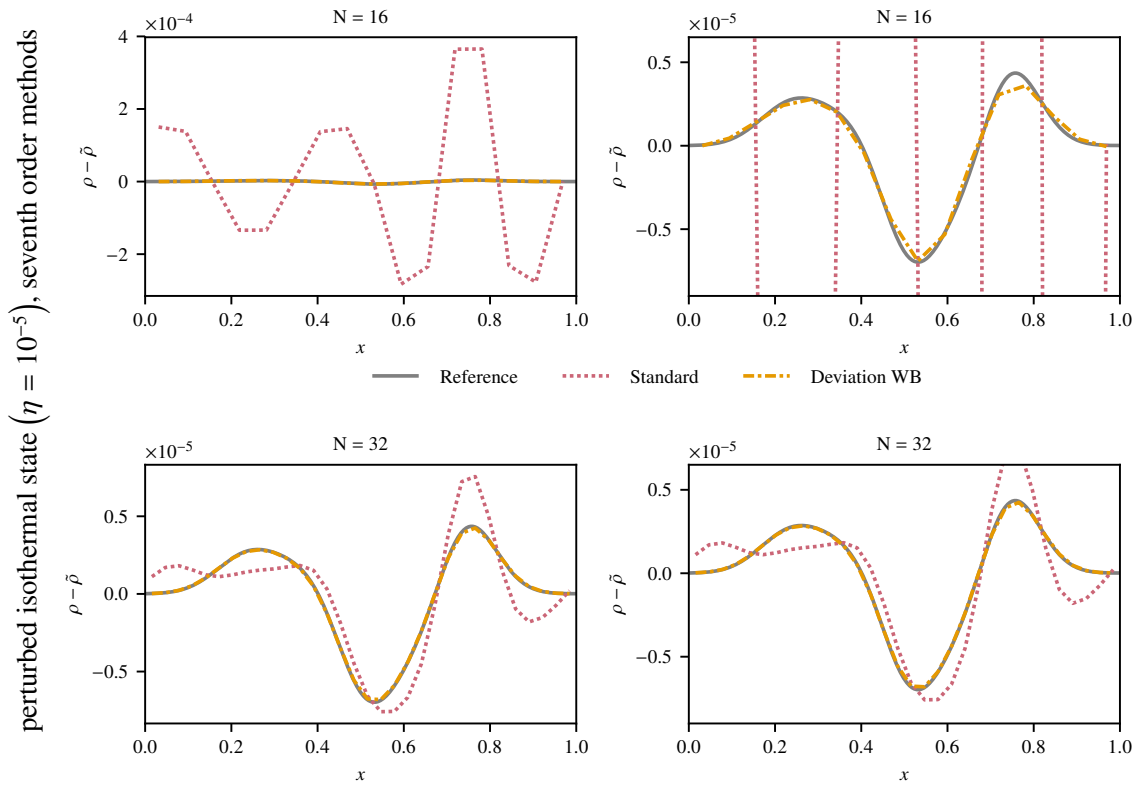 perturbed isothermal state (η = 10⁻⁵), seventh order methods
N = 16
×10⁻⁴
4
2
0
−2
ρ − ρ̃
0.0 0.2 0.4 0.6 0.8 1.0
x
N = 16
×10⁻⁵
0.5
0.0
−0.5
ρ − ρ̃
0.0 0.2 0.4 0.6 0.8 1.0
x
Reference Standard Deviation WB
N = 32
×10⁻⁵
0.5
0.0
−0.5
ρ − ρ̃
0.0 0.2 0.4 0.6 0.8 1.0
x
N = 32
×10⁻⁵
0.5
0.0
−0.5
ρ − ρ̃
0.0 0.2 0.4 0.6 0.8 1.0
x